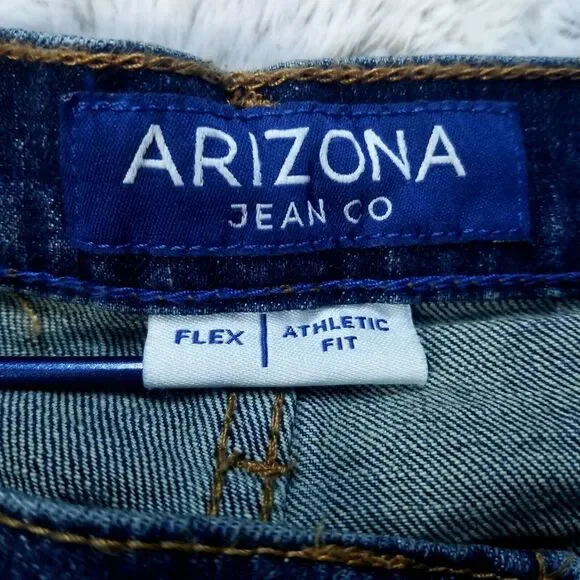 ARIZONA
JEAN CO
FLEX
ATHLETIC
FIT